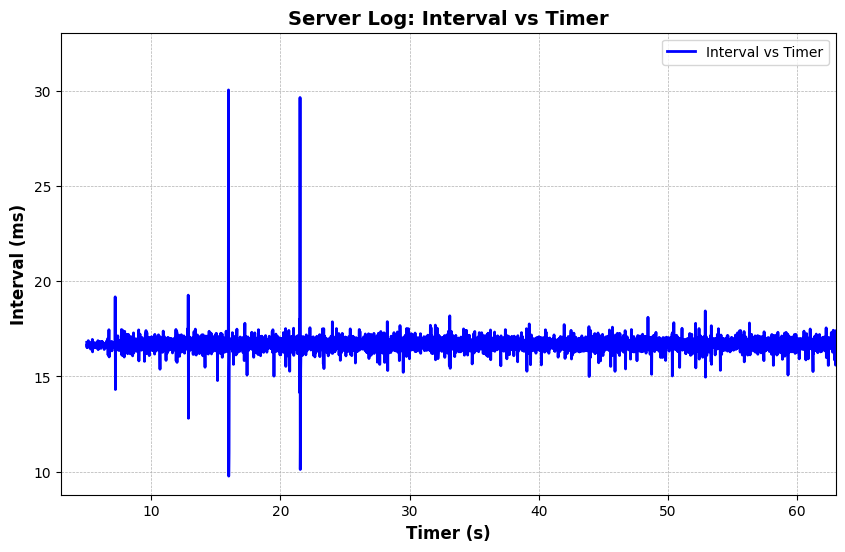 Server Log: Interval vs Timer
Interval vs Timer
30
25
20
15
10
Interval (ms)
10 20 30 40 50 60
Timer (s)